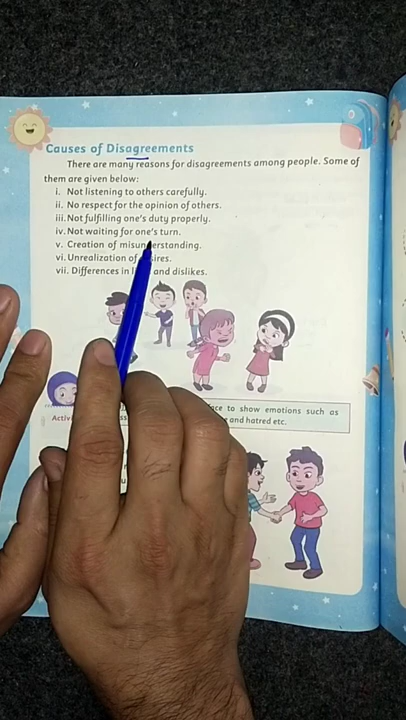 Causes of Disagreements
There are many reasons for disagreements among people. Some of
them are given below:
i. Not listening to others carefully.
ii. No respect for the opinion of others.
iii. Not fulfilling one's duty properly.
iv. Not waiting for one's turn.
v. Creation of misunderstanding.
vi. Unrealization of
vii. Differences in and dislikes.
to show emotions such as
and hatred etc.